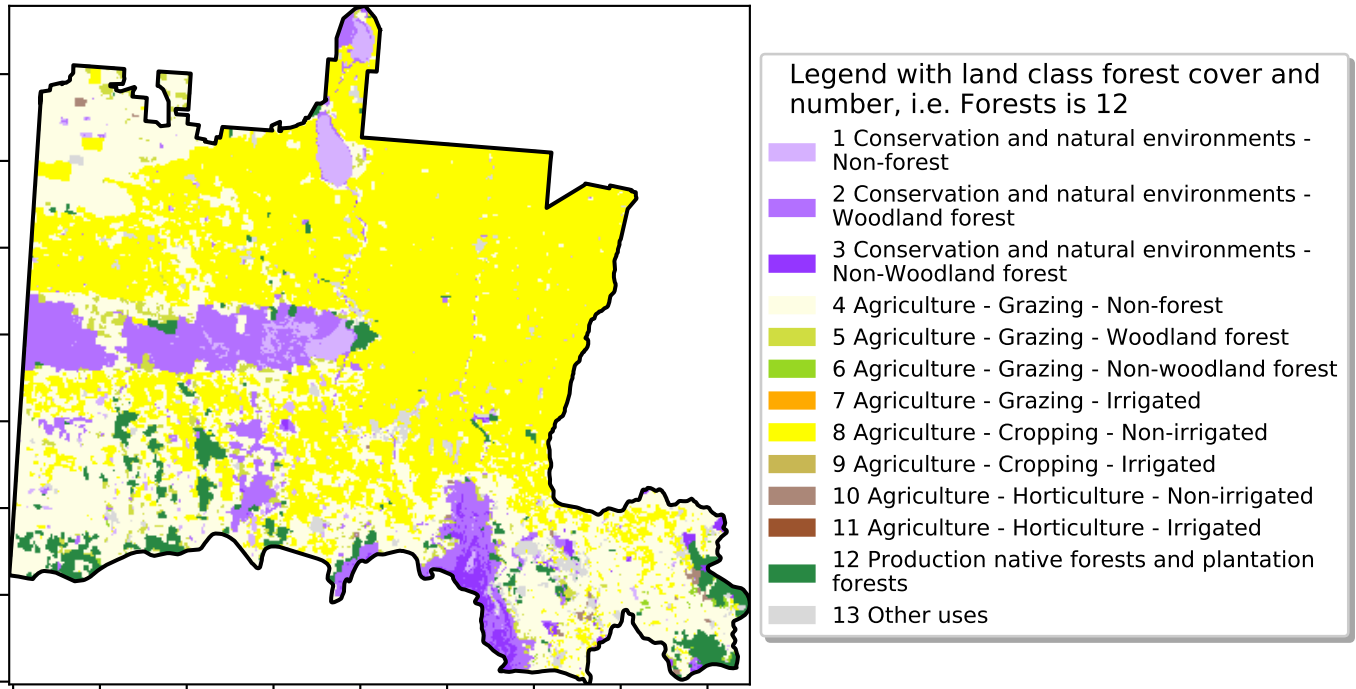 Legend with land class forest cover and
number, i.e. Forests is 12
1 Conservation and natural environments -
Non-forest
2 Conservation and natural environments -
Woodland forest
3 Conservation and natural environments -
Non-Woodland forest
4 Agriculture - Grazing - Non-forest
5 Agriculture - Grazing - Woodland forest
6 Agriculture - Grazing - Non-woodland forest
7 Agriculture - Grazing - Irrigated
8 Agriculture - Cropping - Non-irrigated
9 Agriculture - Cropping - Irrigated
10 Agriculture - Horticulture - Non-irrigated
11 Agriculture - Horticulture - Irrigated
12 Production native forests and plantation
forests
13 Other uses